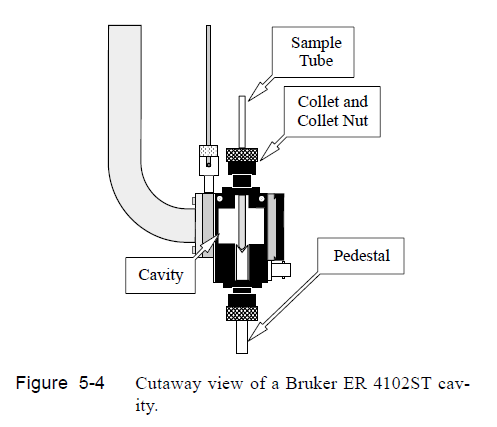 Sample
Tube
Collet and
Collet Nut
Pedestal
Cavity
Figure 5-4 Cutaway view of a Bruker ER 4102ST cav-
ity.